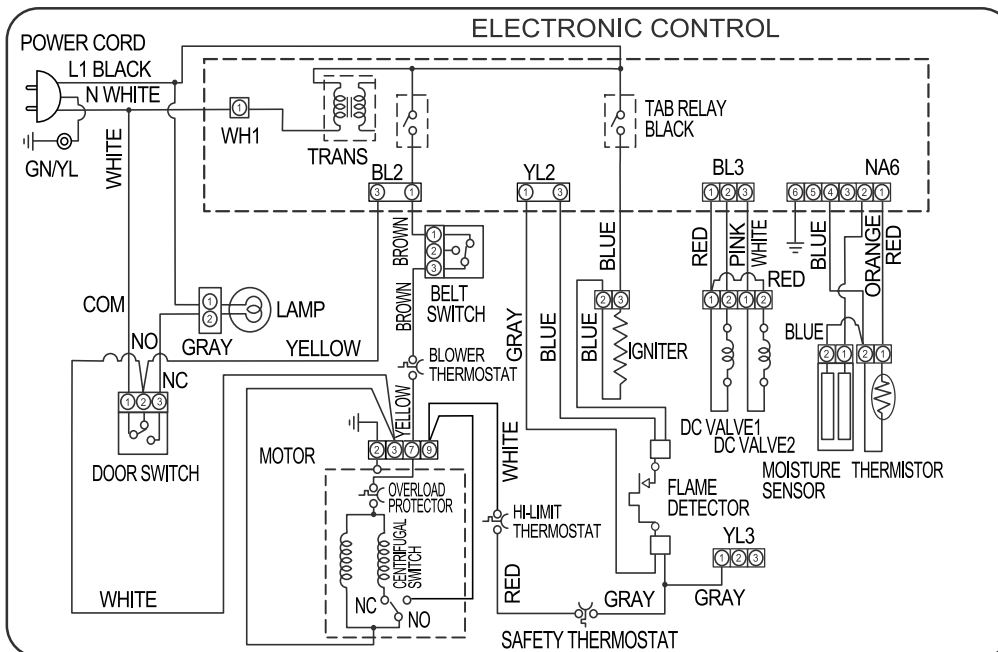 ELECTRONIC CONTROL
POWER CORD
L1 BLACK
N WHITE
GN/YL
WHITE
1
WH1
TRANS
TAB RELAY
BLACK
BL2
3 1
YL2
1 3
BL3
1 2 3
NA6
6 5 4 3 2 1
BROWN
1
2
3
BELT
SWITCH
BROWN
BLOWER
THERMOSTAT
YELLOW
COM
NO
NC
1
2
GRAY
LAMP
YELLOW
1 2 3
DOOR SWITCH
GRAY
BLUE
BLUE
BLUE
2 3
IGNITER
RED
PINK
WHITE
RED
1 2 1 2
DC VALVE1
DC VALVE2
BLUE
ORANGE
RED
BLUE
2 1 2 1
MOISTURE
SENSOR
THERMISTOR
MOTOR
2 3 7 9
OVERLOAD
PROTECTOR
CENTRIFUGAL
SWITCH
NC
NO
WHITE
WHITE
HI-LIMIT
THERMOSTAT
RED
FLAME
DETECTOR
YL3
1 2 3
GRAY
GRAY
SAFETY THERMOSTAT